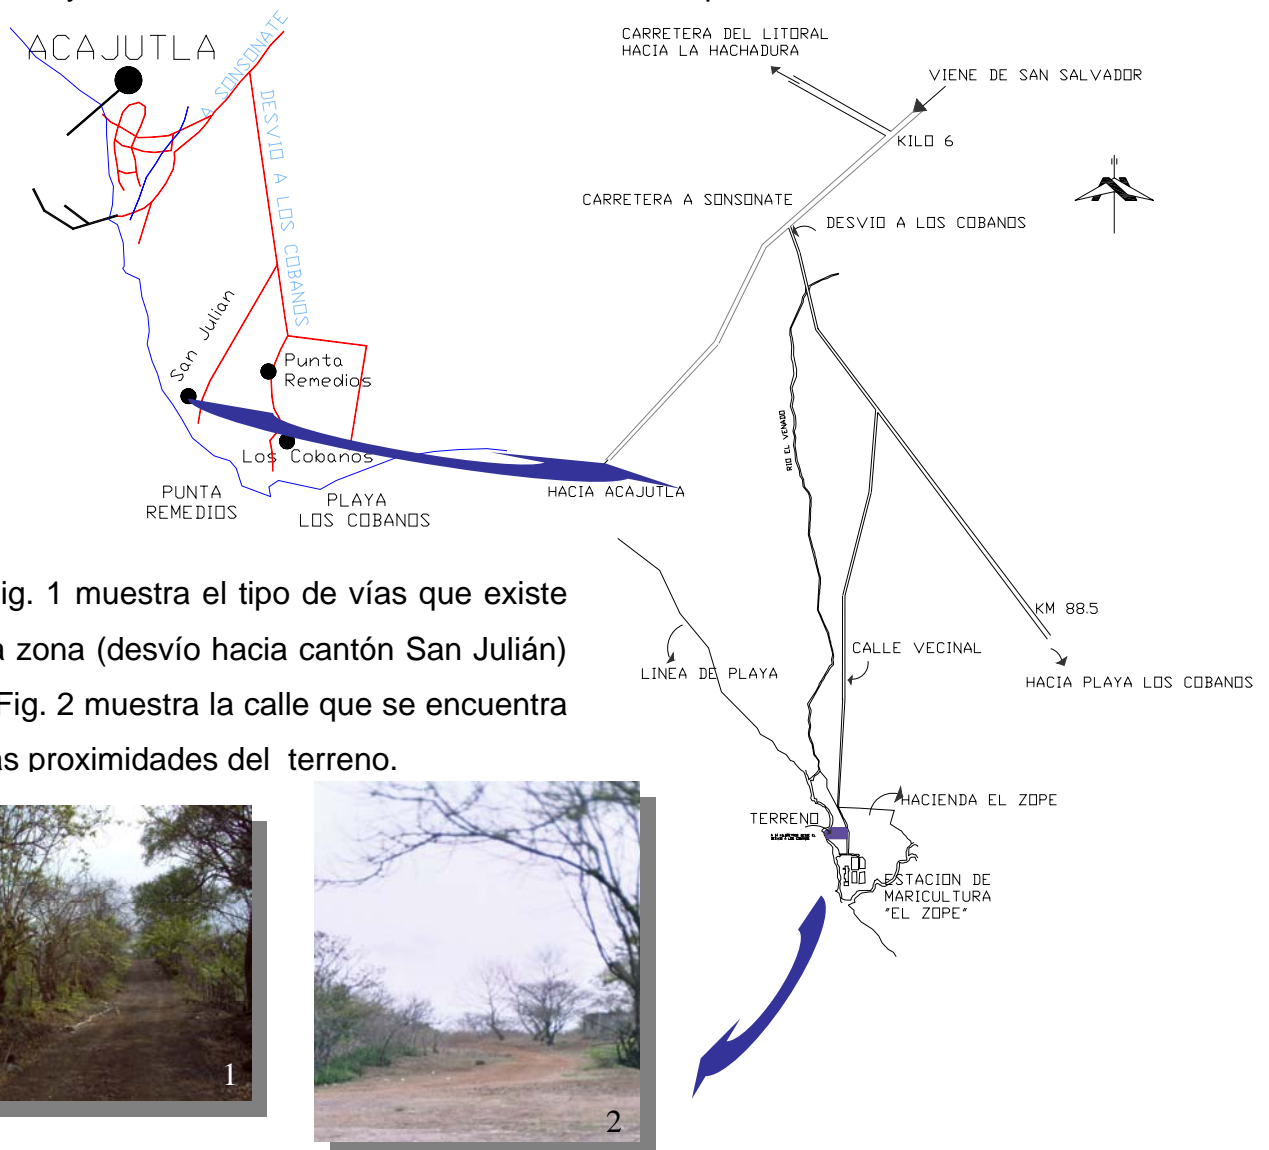 ACAJUTLA
A SONSONATE
DESVIO A LOS COBANOS
San Julian
Punta
Remedios
Los Cobanos
PUNTA
REMEDIOS
PLAYA
LOS COBANOS
CARRETERA DEL LITORAL
HACIA LA HACHADURA
VIENE DE SAN SALVADOR
KILO 6
CARRETERA A SONSONATE
DESVIO A LOS COBANOS
RIO EL VENADO
HACIA ACAJUTLA
KM 88.5
CALLE VECINAL
LINEA DE PLAYA
HACIA PLAYA LOS COBANOS
HACIENDA EL ZOPE
TERRENO
ESTACION DE
MARICULTURA
"EL ZOPE"
ig. 1 muestra el tipo de vías que existe
a zona (desvío hacia cantón San Julián)
Fig. 2 muestra la calle que se encuentra
as proximidades del terreno.
1
2